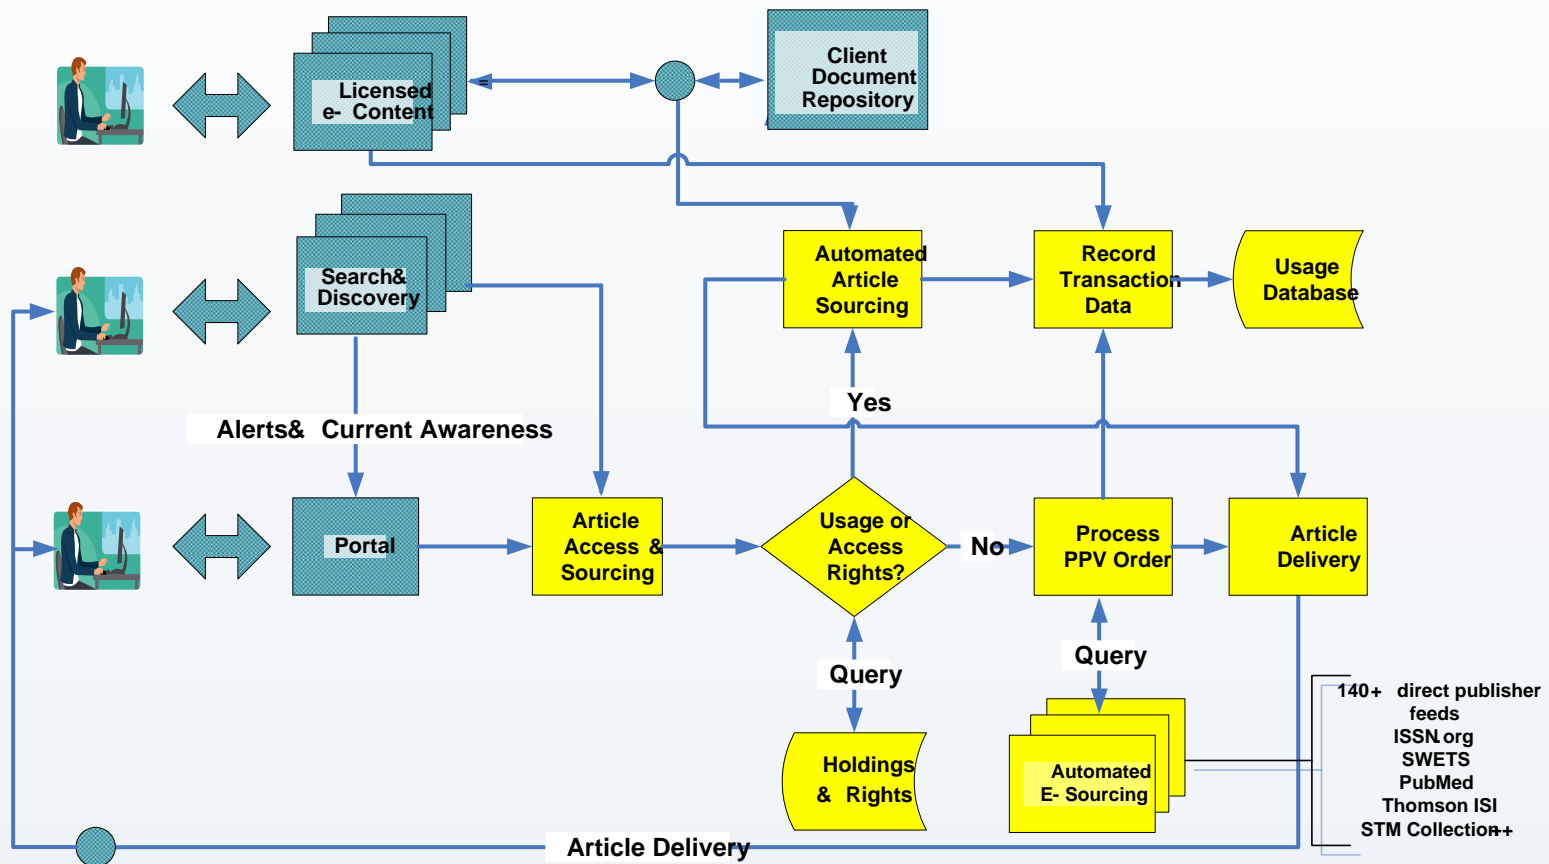 Client
Document
Repository
=
Licensed
e- Content
Automated
Article
Sourcing
Record
Transaction
Data
Usage
Database
Search&
Discovery
Yes
Alerts& Current Awareness
Portal
Article
Access &
Sourcing
Usage or
Access
Rights?
No
Process
PPV Order
Article
Delivery
Query
Query
Holdings
& Rights
Automated
E- Sourcing
140+ direct publisher
feeds
ISSN.org
SWETS
PubMed
Thomson ISI
STM Collection++
Article Delivery